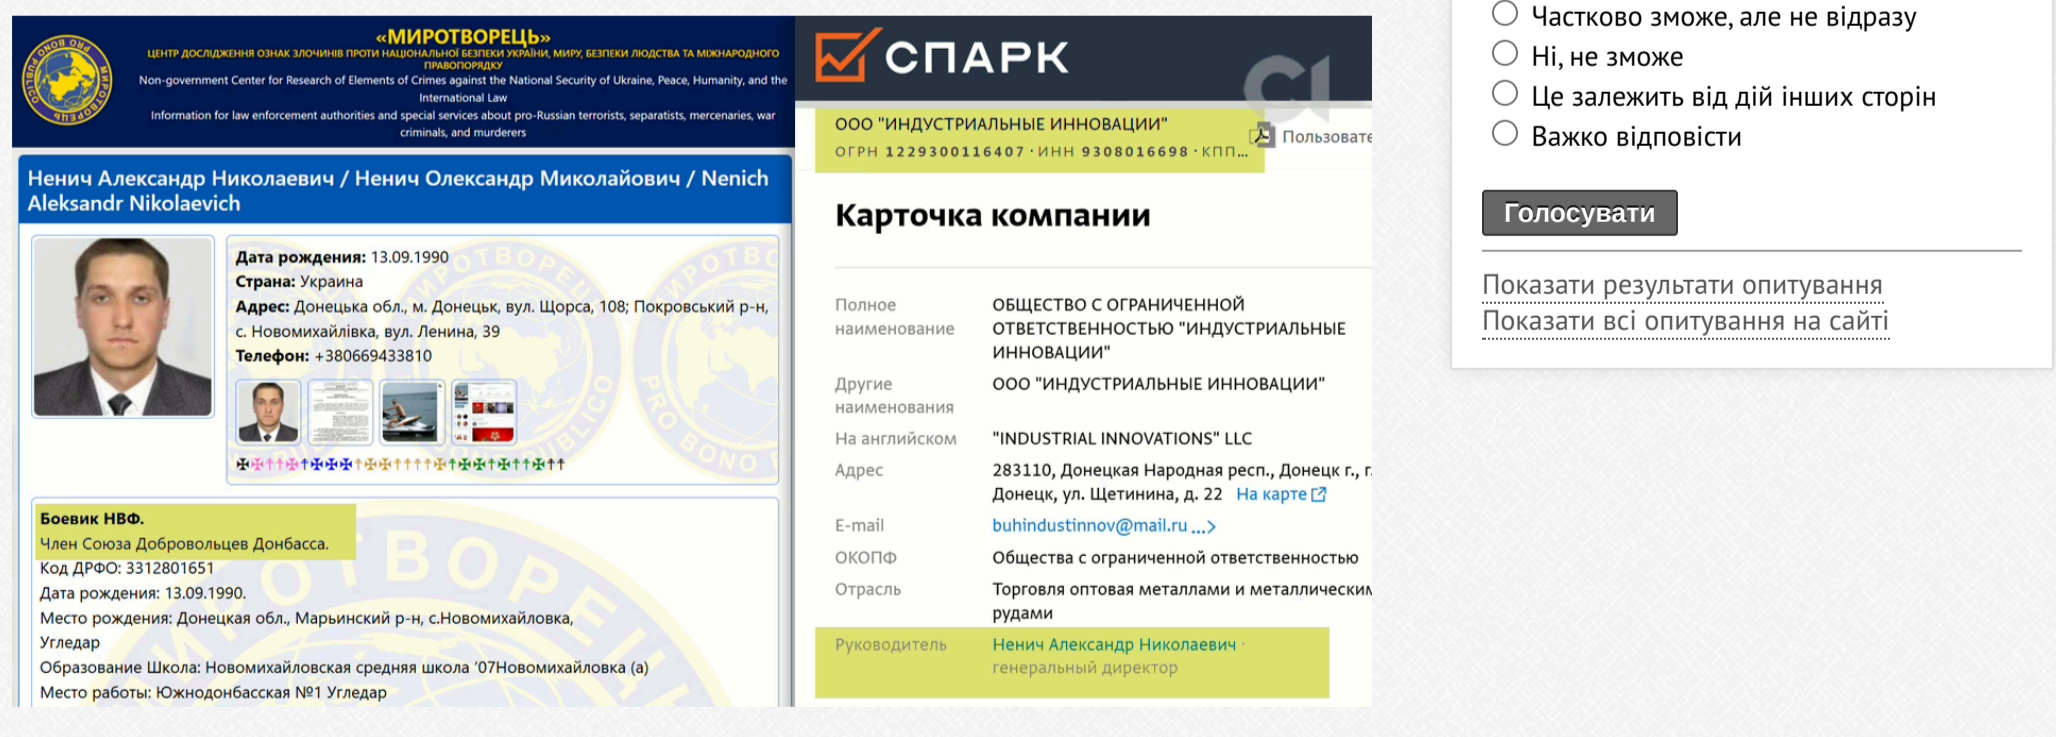 «МИРОТВОРЕЦЬ»
ЦЕНТР ДОСЛІДЖЕННЯ ОЗНАК ЗЛОЧИНІВ ПРОТИ НАЦІОНАЛЬНОЇ БЕЗПЕКИ УКРАЇНИ, МИРУ, БЕЗПЕКИ ЛЮДСТВА ТА МІЖНАРОДНОГО
ПРАВОПОРЯДКУ
Non-government Center for Research of Elements of Crimes against the National Security of Ukraine, Peace, Humanity, and the
International Law
Information for law enforcement authorities and special services about pro-Russian terrorists, separatists, mercenaries, war
criminals, and murderers
Ненич Александр Николаевич / Ненич Олександр Миколайович / Nenich
Aleksandr Nikolaevich
Дата рождения: 13.09.1990
Страна: Украина
Адрес: Донецька обл., м. Донецьк, вул. Щорса, 108; Покровський р-н,
с. Новомихайлівка, вул. Ленина, 39
Телефон: +380669433810
Боевик НВФ.
Член Союза Добровольцев Донбасса.
Код ДРФО: 3312801651
Дата рождения: 13.09.1990.
Место рождения: Донецкая обл., Марьинский р-н, с.Новомихайловка,
Угледар
Образование Школа: Новомихайловская средняя школа '07Новомихайловка (а)
Место работы: Южнодонбасская №1 Угледар
СПАРК
ООО "ИНДУСТРИАЛЬНЫЕ ИННОВАЦИИ"
ОГРН 1229300116407 · ИНН 9308016698 · КПП...
Пользовате
Карточка компании
Полное наименование
ОБЩЕСТВО С ОГРАНИЧЕННОЙ
ОТВЕТСТВЕННОСТЬЮ "ИНДУСТРИАЛЬНЫЕ
ИННОВАЦИИ"
Другие наименования
ООО "ИНДУСТРИАЛЬНЫЕ ИННОВАЦИИ"
На английском "INDUSTRIAL INNOVATIONS" LLC
Адрес 283110, Донецкая Народная респ., Донецк г., г.
Донецк, ул. Щетинина, д. 22 На карте
E-mail buhindustinnov@mail.ru ...>
ОКОПФ Общества с ограниченной ответственностью
Отрасль Торговля оптовая металлами и металлическим
рудами
Руководитель Ненич Александр Николаевич ·
генеральный директор
Частково зможе, але не відразу
Ні, не зможе
Це залежить від дій інших сторін
Важко відповісти
Голосувати
Показати результати опитування
Показати всі опитування на сайті